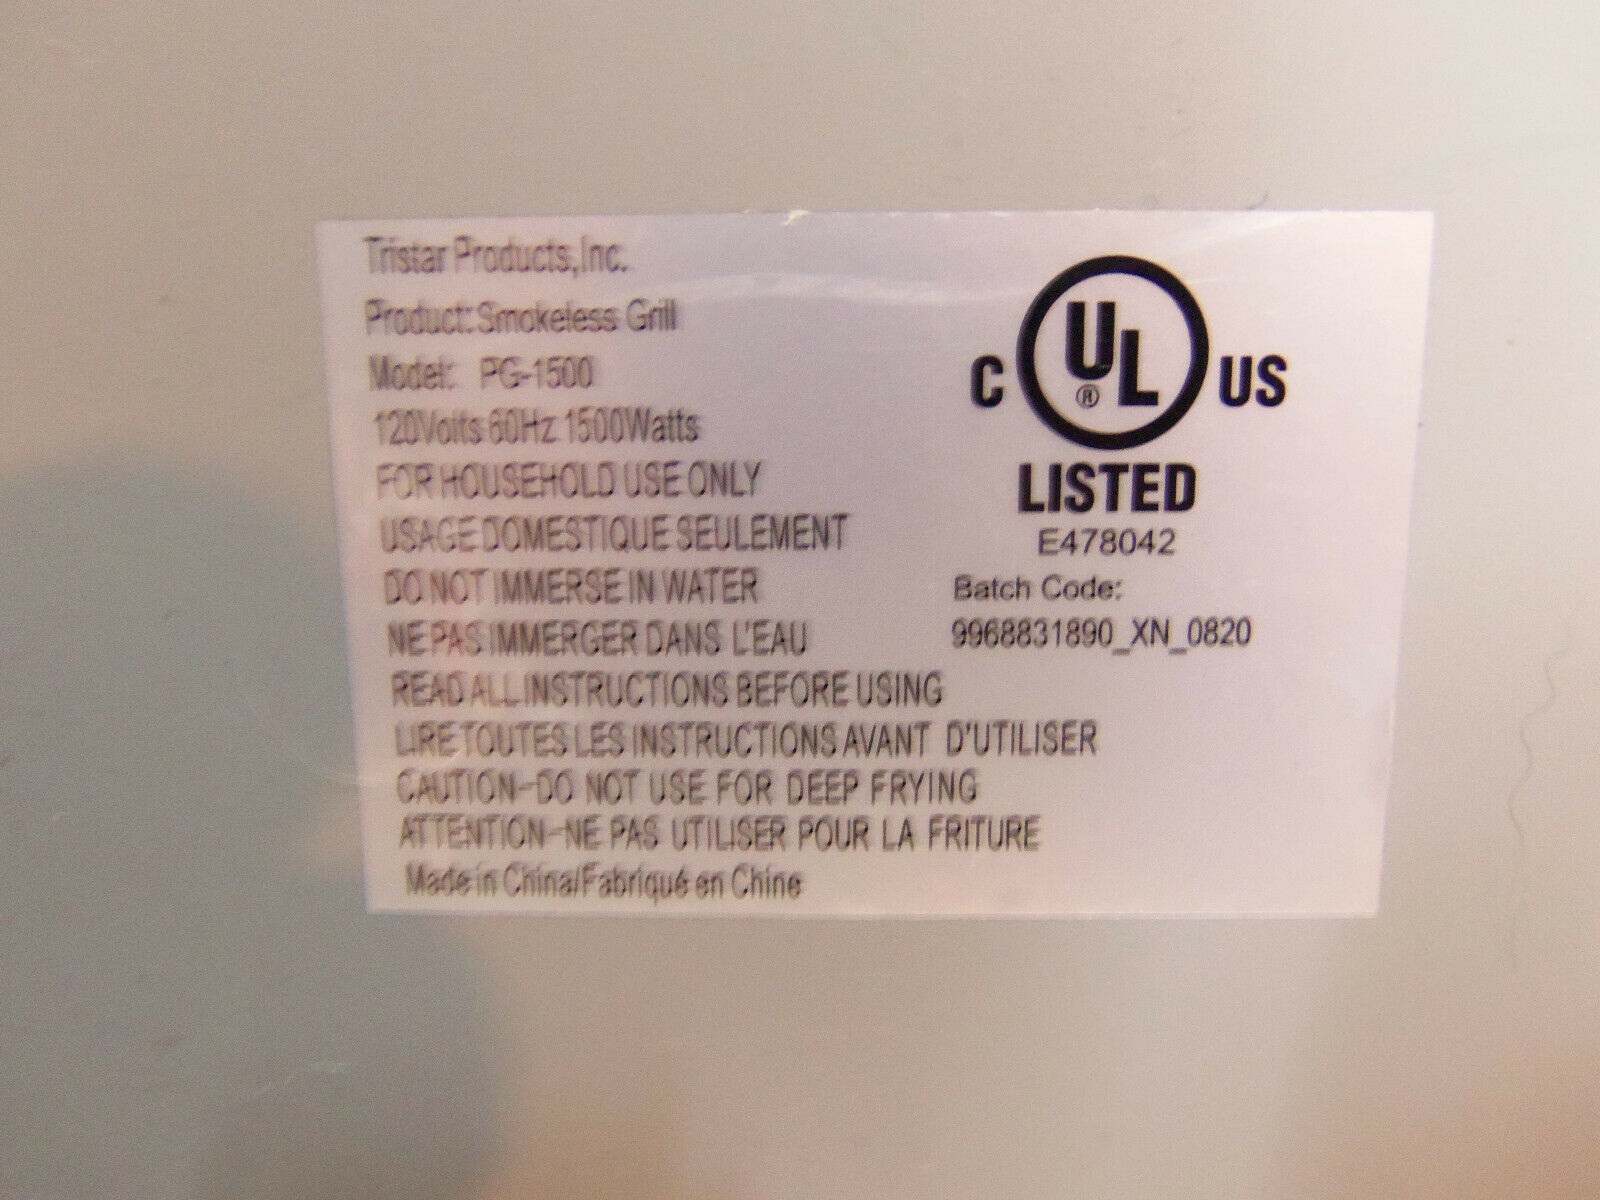 Tristar Products,Inc.
Product: Smokeless Grill
Model: PG-1500
120Volts 60Hz 1500Watts
FOR HOUSEHOLD USE ONLY
USAGE DOMESTIQUE SEULEMENT
DO NOT IMMERSE IN WATER
NE PAS IMMERGER DANS L'EAU
READ ALL INSTRUCTIONS BEFORE USING
LIRE TOUTES LES INSTRUCTIONS AVANT D'UTILISER
CAUTION-DO NOT USE FOR DEEP FRYING
ATTENTION-NE PAS UTILISER POUR LA FRITURE
Made in China/Fabriqué en Chine
C UL® US
LISTED
E478042
Batch Code:
9968831890_XN_0820